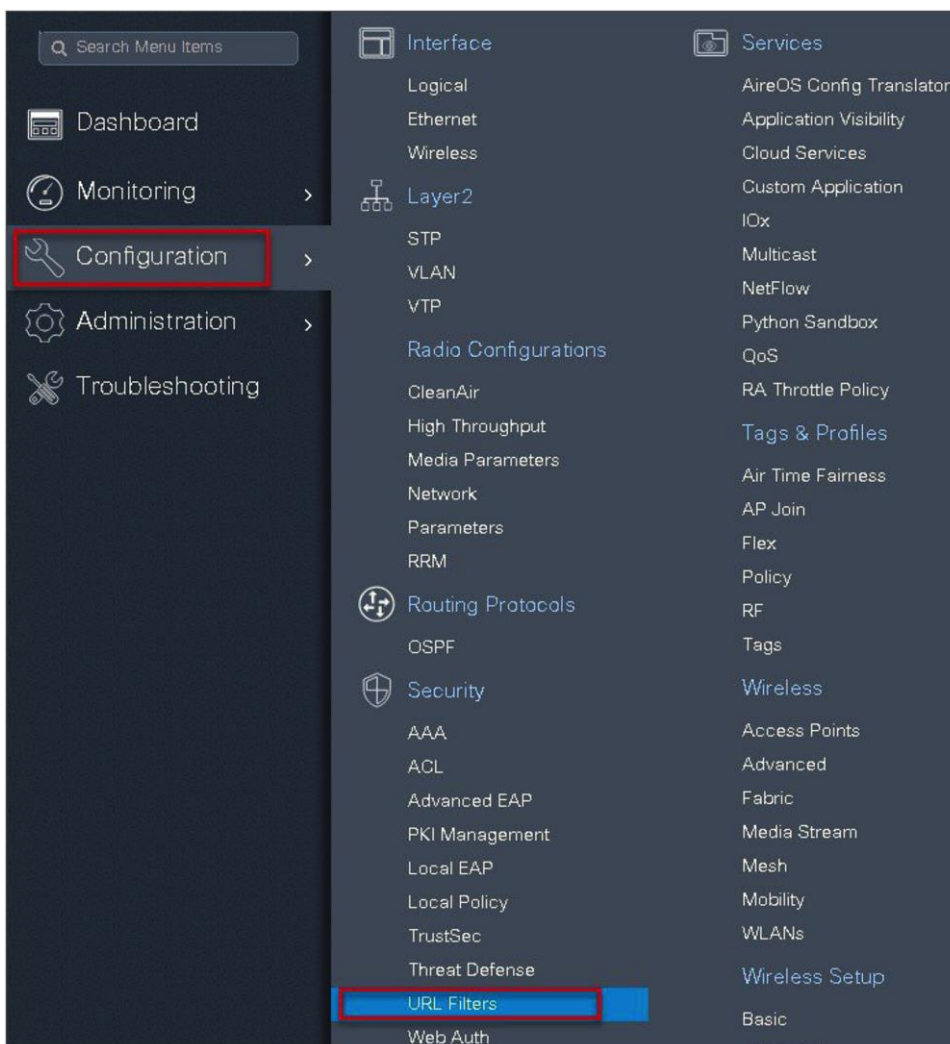 Search Menu Items
Dashboard
Monitoring
Configuration
Administration
Troubleshooting
Interface
Logical
Ethernet
Wireless
Layer2
STP
VLAN
VTP
Radio Configurations
CleanAir
High Throughput
Media Parameters
Network
Parameters
RRM
Routing Protocols
OSPF
Security
AAA
ACL
Advanced EAP
PKI Management
Local EAP
Local Policy
TrustSec
Threat Defense
URL Filters
Web Auth
Services
AireOS Config Translator
Application Visibility
Cloud Services
Custom Application
IOx
Multicast
NetFlow
Python Sandbox
QoS
RA Throttle Policy
Tags & Profiles
Air Time Fairness
AP Join
Flex
Policy
RF
Tags
Wireless
Access Points
Advanced
Fabric
Media Stream
Mesh
Mobility
WLANs
Wireless Setup
Basic